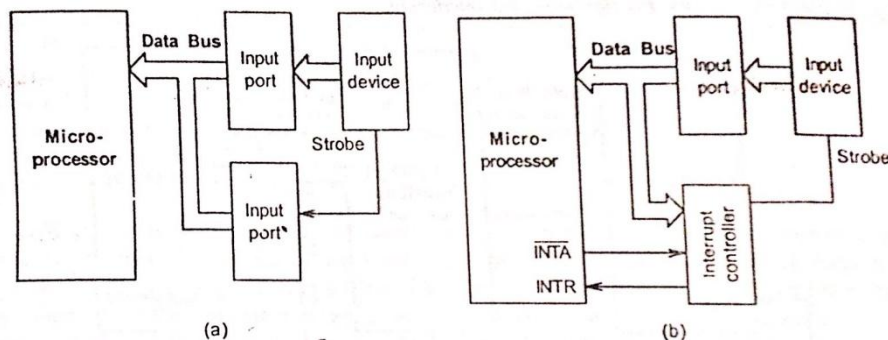 Data Bus
Input
port
Input
device
Micro-
processor
Strobe
Input
port
(a)
Data Bus
Input
port
Input
device
Micro-
processor
Strobe
Interrupt
controller
INTA
INTR
(b)